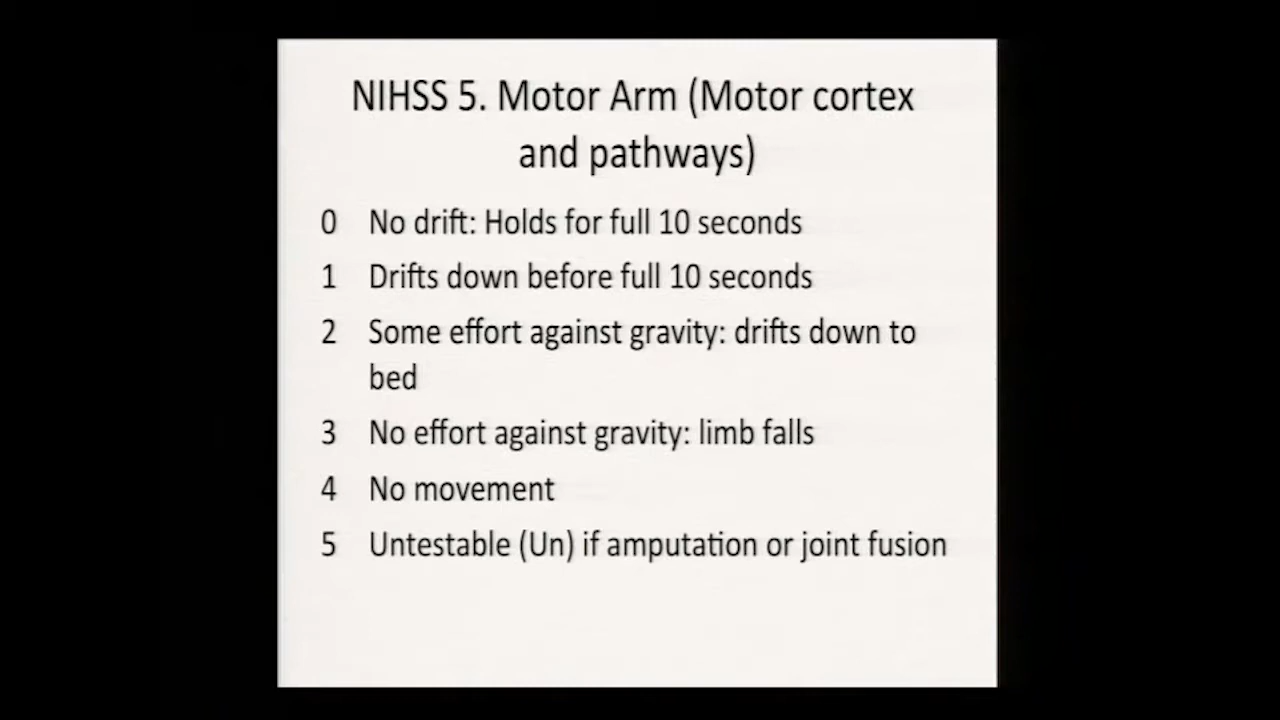 NIHSS 5. Motor Arm (Motor cortex
and pathways)
0 No drift: Holds for full 10 seconds
1 Drifts down before full 10 seconds
2 Some effort against gravity: drifts down to
bed
3 No effort against gravity: limb falls
4 No movement
5 Untestable (Un) if amputation or joint fusion